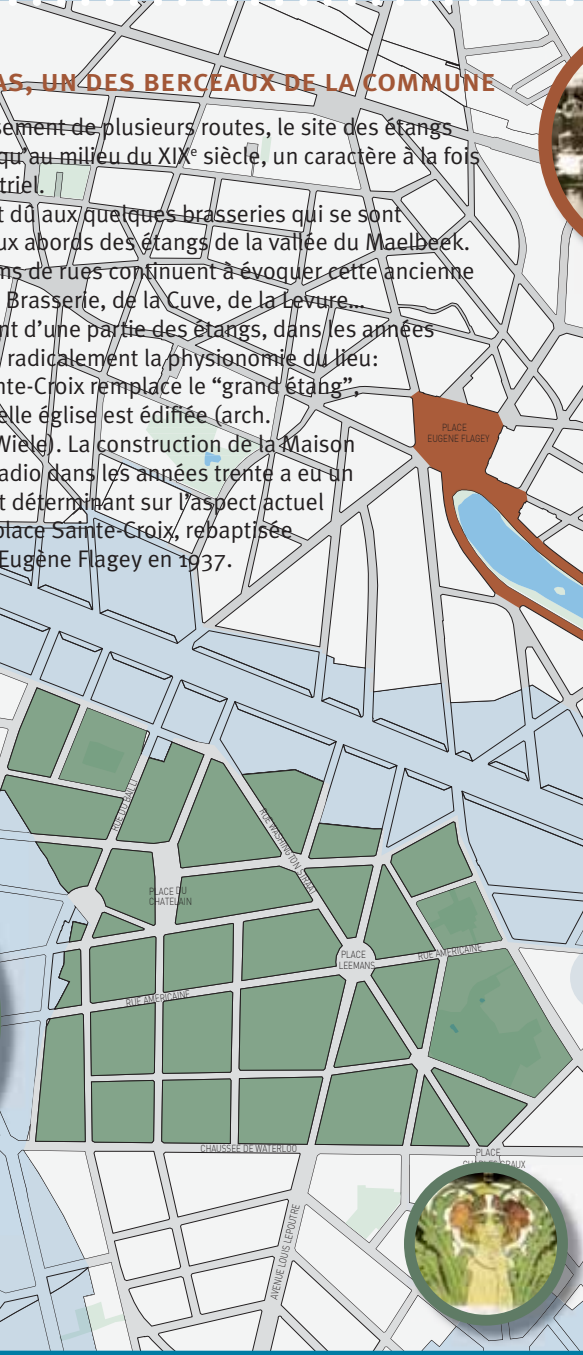 AS, UN DES BERCEAUX DE LA COMMUNE
sement de plusieurs routes, le site des étangs
qu’au milieu du XIXe siècle, un caractère à la fois
triel.
t dû aux quelques brasseries qui se sont
ux abords des étangs de la vallée du Maelbeek.
ms de rues continuent à évoquer cette ancienne
Brasserie, de la Cuve, de la Levure...
nt d’une partie des étangs, dans les années
radicalement la physionomie du lieu:
nte-Croix remplace le “grand étang”,
elle église est édifiée (arch.
Wiele). La construction de la Maison
adio dans les années trente a eu un
t déterminant sur l’aspect actuel
place Sainte-Croix, rebaptisée
Eugène Flagey en 1937.
PLACE
EUGENE FLAGEY
RUE DU BAILLI
RUE WASHINGTON STRAAT
PLACE DU
CHATELAIN
PLACE
LEEMANS
RUE AMERICAINE
RUE AMERICAINE
CHAUSSEE DE WATERLOO
PLACE
AVENUE LOUIS LEPOUTRE